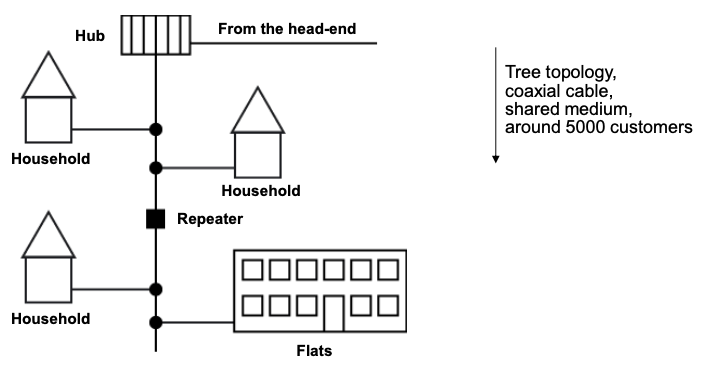 Hub
From the head-end
Tree topology,
coaxial cable,
shared medium,
around 5000 customers
Household
Household
Repeater
Household
Flats